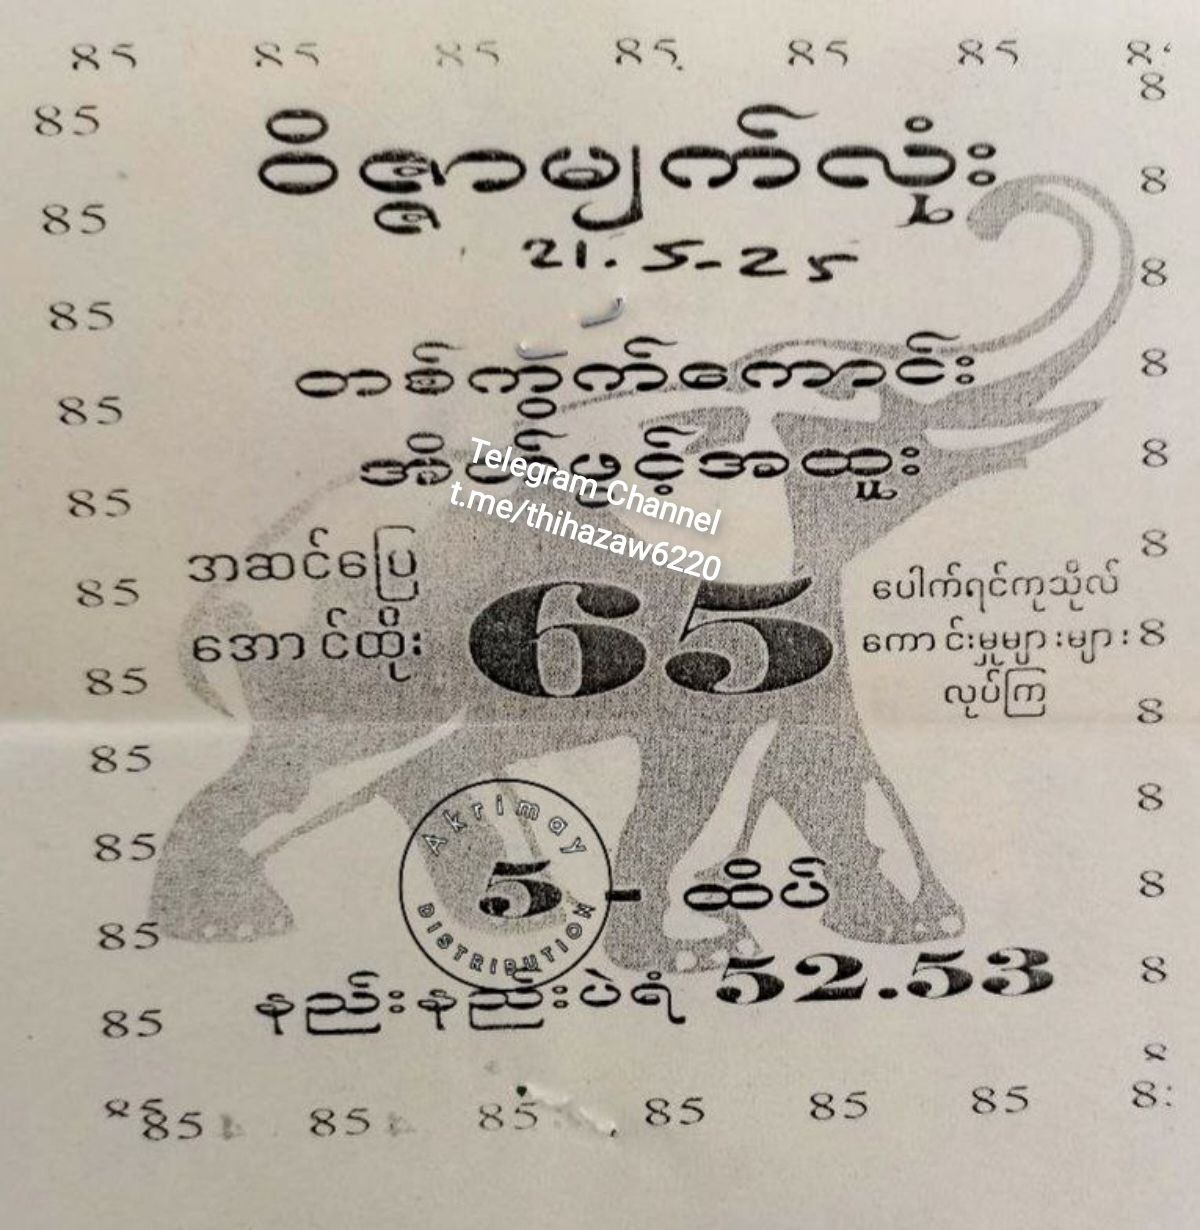 85 85 85 85 85 85
85
8
ဝိဇ္ဇာမျက်လုံး
85
8
21.5-25
8
85
တစ်ကွက်ကောင်း
8
85
အပိတ်ဖွင့်အထူး
8
Telegram Channel
t.me/thihazaw6220
85
အဆင်ပြေ
အောင်ထိုး
65
ပေါက်ရင်ကုသိုလ်
ကောင်းမှုများများ
လုပ်ကြ
8
85
8
85
8
85
8
85
Akrimay
5 - ထိပ်
DISTRIBUTION
8
85
နည်းနည်းပဲရံ 52.53
8
85
85 85 85 85 85 85
8